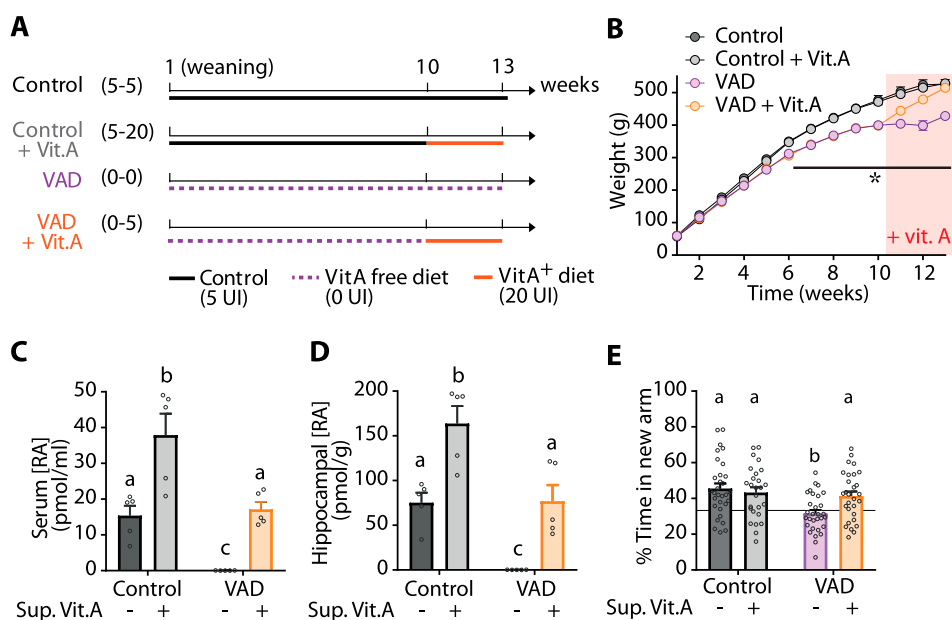 A
1 (weaning) 10 13
Control (5-5) weeks
Control (5-20)
+ Vit.A
VAD (0-0)
VAD (0-5)
+ Vit.A
Control VitA free diet VitA+ diet
(5 UI) (0 UI) (20 UI)
B
Control
Control + Vit.A
VAD
VAD + Vit.A
Weight (g)
500
400
300
200
100
0
*
+ vit. A
2 4 6 8 10 12
Time (weeks)
C
Serum [RA]
(pmol/ml)
50
40
30
20
10
0
a b c a
Control VAD
Sup. Vit.A - + - +
D
Hippocampal [RA]
(pmol/g)
200
150
100
50
0
a b c a
Control VAD
Sup. Vit.A - + - +
E
% Time in new arm
100
80
60
40
20
0
a a b a
Control VAD
Sup. Vit.A - + - +